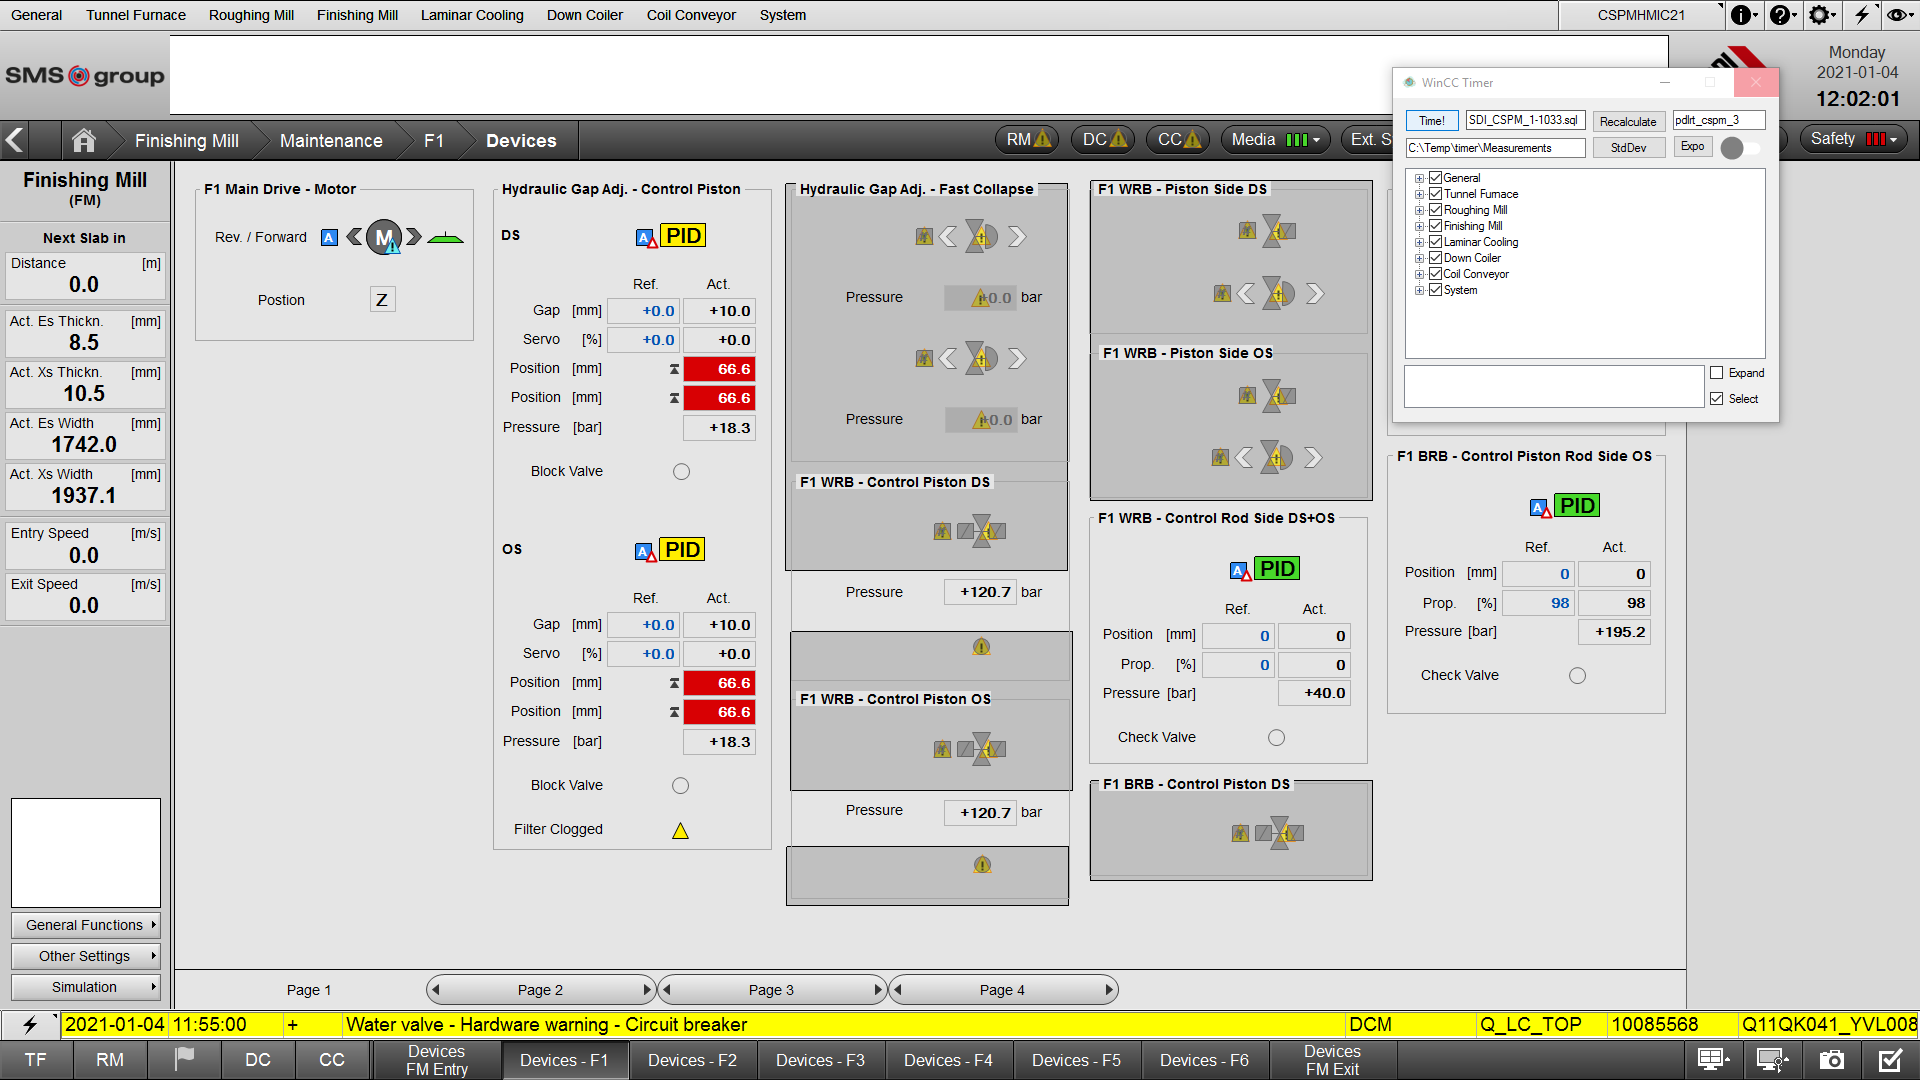 General Tunnel Furnace Roughing Mill Finishing Mill Laminar Cooling Down Coiler Coil Conveyor System CSPMHMIC21
SMS group
Monday
2021-01-04
12:02:01
Finishing Mill Maintenance F1 Devices RM DC CC Media Ext. S Safety
WinCC Timer
Time! SDI_CSPM_1-1033.sql Recalculate pdlrt_cspm_3
C:\Temp\timer\Measurements StdDev Expo
General
Tunnel Furnace
Roughing Mill
Finishing Mill
Laminar Cooling
Down Coiler
Coil Conveyor
System
Expand
Select
Finishing Mill
(FM)
Next Slab in
Distance [m]
0.0
Act. Es Thickn. [mm]
8.5
Act. Xs Thickn. [mm]
10.5
Act. Es Width [mm]
1742.0
Act. Xs Width [mm]
1937.1
Entry Speed [m/s]
0.0
Exit Speed [m/s]
0.0
General Functions
Other Settings
Simulation
F1 Main Drive - Motor
Rev. / Forward A M
Postion Z
Hydraulic Gap Adj. - Control Piston
DS A PID
Ref. Act.
Gap [mm] +0.0 +10.0
Servo [%] +0.0 +0.0
Position [mm] 66.6
Position [mm] 66.6
Pressure [bar] +18.3
Block Valve
OS A PID
Ref. Act.
Gap [mm] +0.0 +10.0
Servo [%] +0.0 +0.0
Position [mm] 66.6
Position [mm] 66.6
Pressure [bar] +18.3
Block Valve
Filter Clogged
Hydraulic Gap Adj. - Fast Collapse
Pressure +0.0 bar
Pressure +0.0 bar
F1 WRB - Control Piston DS
Pressure +120.7 bar
F1 WRB - Control Piston OS
Pressure +120.7 bar
F1 WRB - Piston Side DS
F1 WRB - Piston Side OS
F1 WRB - Control Rod Side DS+OS
A PID
Ref. Act.
Position [mm] 0 0
Prop. [%] 0 0
Pressure [bar] +40.0
Check Valve
F1 BRB - Control Piston DS
F1 BRB - Control Piston Rod Side OS
A PID
Ref. Act.
Position [mm] 0 0
Prop. [%] 98 98
Pressure [bar] +195.2
Check Valve
Page 1 Page 2 Page 3 Page 4
2021-01-04 11:55:00 + Water valve - Hardware warning - Circuit breaker DCM Q_LC_TOP 10085568 Q11QK041_YVL008
TF RM DC CC Devices FM Entry Devices - F1 Devices - F2 Devices - F3 Devices - F4 Devices - F5 Devices - F6 Devices FM Exit